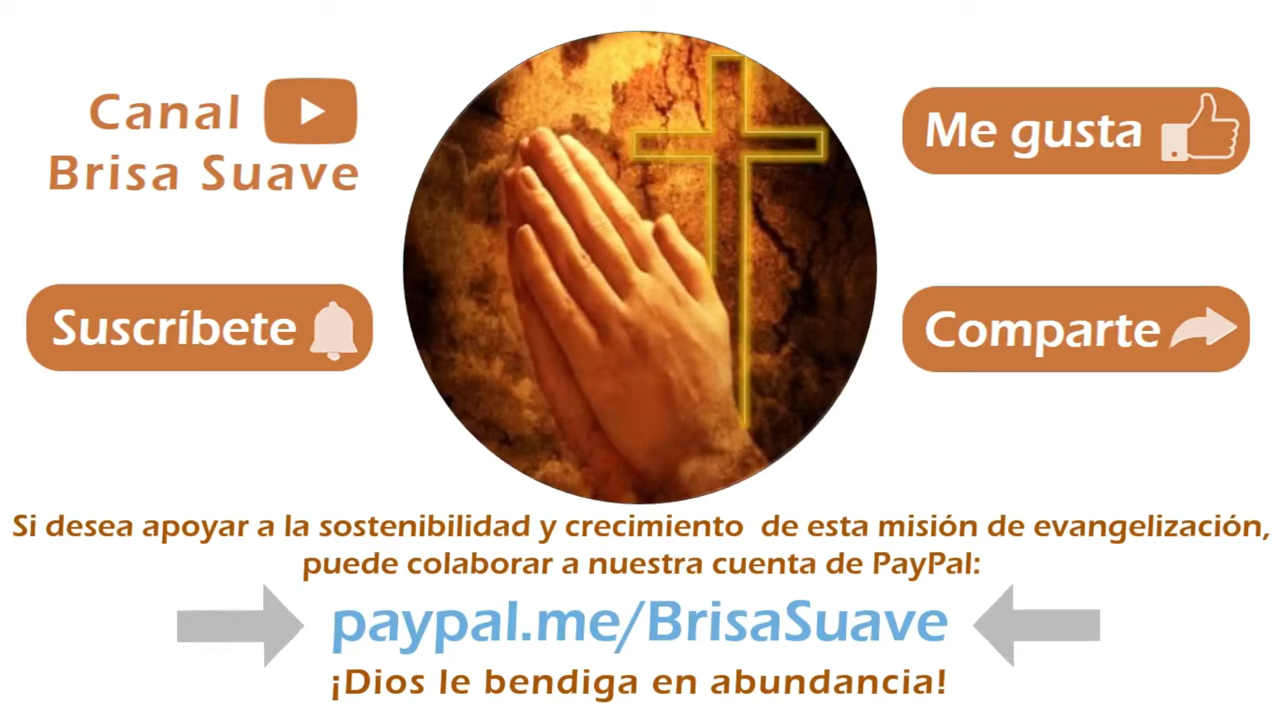 Canal
Brisa Suave
Me gusta
Suscríbete
Comparte
Si desea apoyar a la sostenibilidad y crecimiento  de esta misión de evangelización,
puede colaborar a nuestra cuenta de PayPal:
paypal.me/BrisaSuave
¡Dios le bendiga en abundancia!